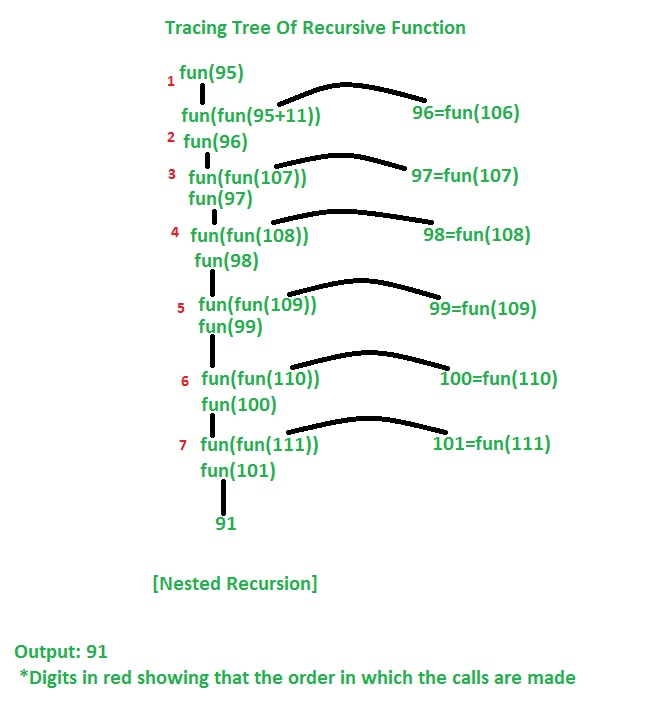 Tracing Tree Of Recursive Function
1 fun(95)
fun(fun(95+11)) 96=fun(106)
2 fun(96)
3 fun(fun(107)) 97=fun(107)
fun(97)
4 fun(fun(108)) 98=fun(108)
fun(98)
5 fun(fun(109)) 99=fun(109)
fun(99)
6 fun(fun(110)) 100=fun(110)
fun(100)
7 fun(fun(111)) 101=fun(111)
fun(101)
91
[Nested Recursion]
Output: 91
*Digits in red showing that the order in which the calls are made